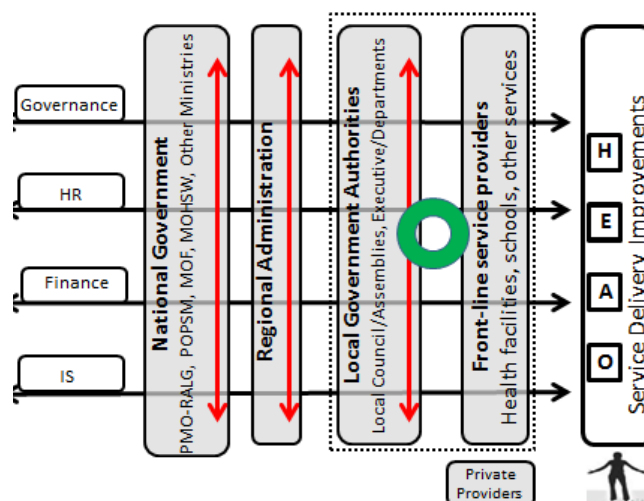 Governance
HR
Finance
IS
National Government
PMO-RALG, POPSM, MOF, MOHSW, Other Ministries
Regional Administration
Local Government Authorities
Local Council/Assemblies, Executive/Departments
Front-line service providers
Health facilities, schools, other services
H
E
A
O
Service Delivery Improvements
Private
Providers